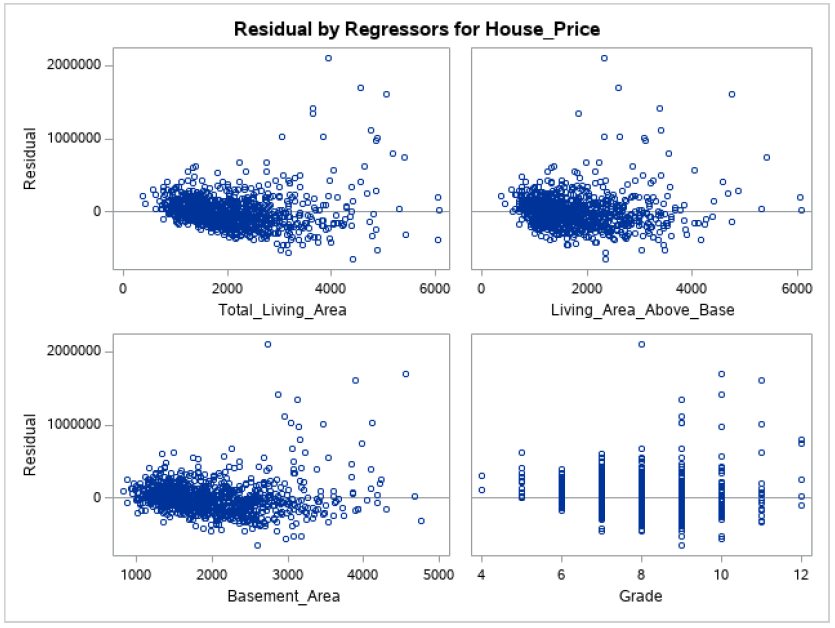 Residual by Regressors for House_Price
Residual
2000000
1000000
0
0 2000 4000 6000
Total_Living_Area
0 2000 4000 6000
Living_Area_Above_Base
Residual
2000000
1000000
0
1000 2000 3000 4000 5000
Basement_Area
4 6 8 10 12
Grade